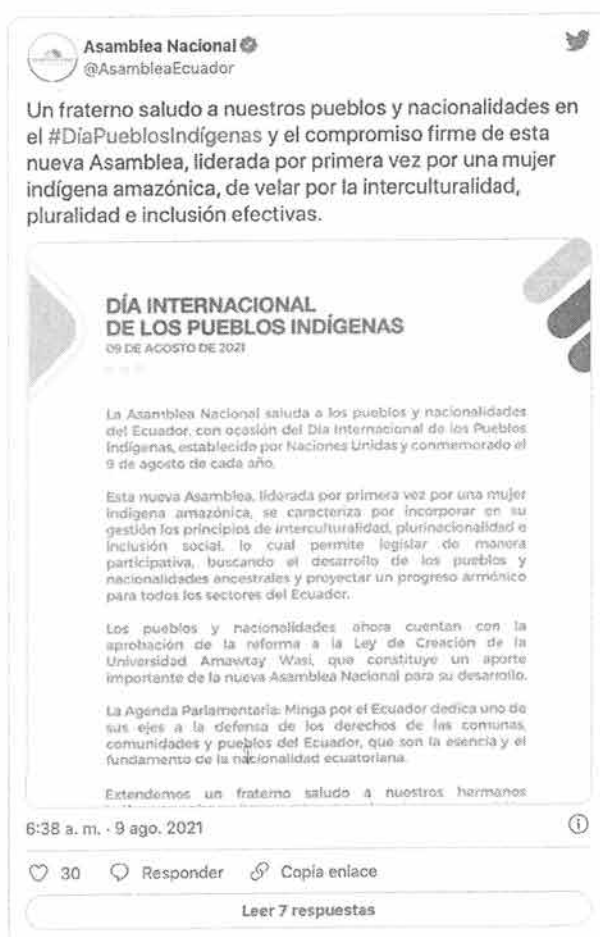 Asamblea Nacional
@AsambleaEcuador
Un fraterno saludo a nuestros pueblos y nacionalidades en
el #DíaPueblosIndígenas y el compromiso firme de esta
nueva Asamblea, liderada por primera vez por una mujer
indígena amazónica, de velar por la interculturalidad,
pluralidad e inclusión efectivas.
DÍA INTERNACIONAL
DE LOS PUEBLOS INDÍGENAS
09 DE AGOSTO DE 2021
La Asamblea Nacional saluda a los pueblos y nacionalidades
del Ecuador, con ocasión del Día Internacional de los Pueblos
Indígenas, establecido por Naciones Unidas y conmemorado el
9 de agosto de cada año.
Esta nueva Asamblea, liderada por primera vez por una mujer
indígena amazónica, se caracteriza por incorporar en su
gestión los principios de interculturalidad, plurinacionalidad e
inclusión social, lo cual permite legislar de manera
participativa, buscando el desarrollo de los pueblos y
nacionalidades ancestrales y proyectar un progreso armónico
para todos los sectores del Ecuador.
Los pueblos y nacionalidades ahora cuentan con la
aprobación de la reforma a la Ley de Creación de la
Universidad Amawtay Wasi, que constituye un aporte
importante de la nueva Asamblea Nacional para su desarrollo.
La Agenda Parlamentaria: Minga por el Ecuador dedica uno de
sus ejes a la defensa de los derechos de las comunas,
comunidades y pueblos del Ecuador, que son la esencia y el
fundamento de la nacionalidad ecuatoriana.
Extendemos un fraterno saludo a nuestros hermanos
6:38 a. m. · 9 ago. 2021
30 Responder Copia enlace
Leer 7 respuestas